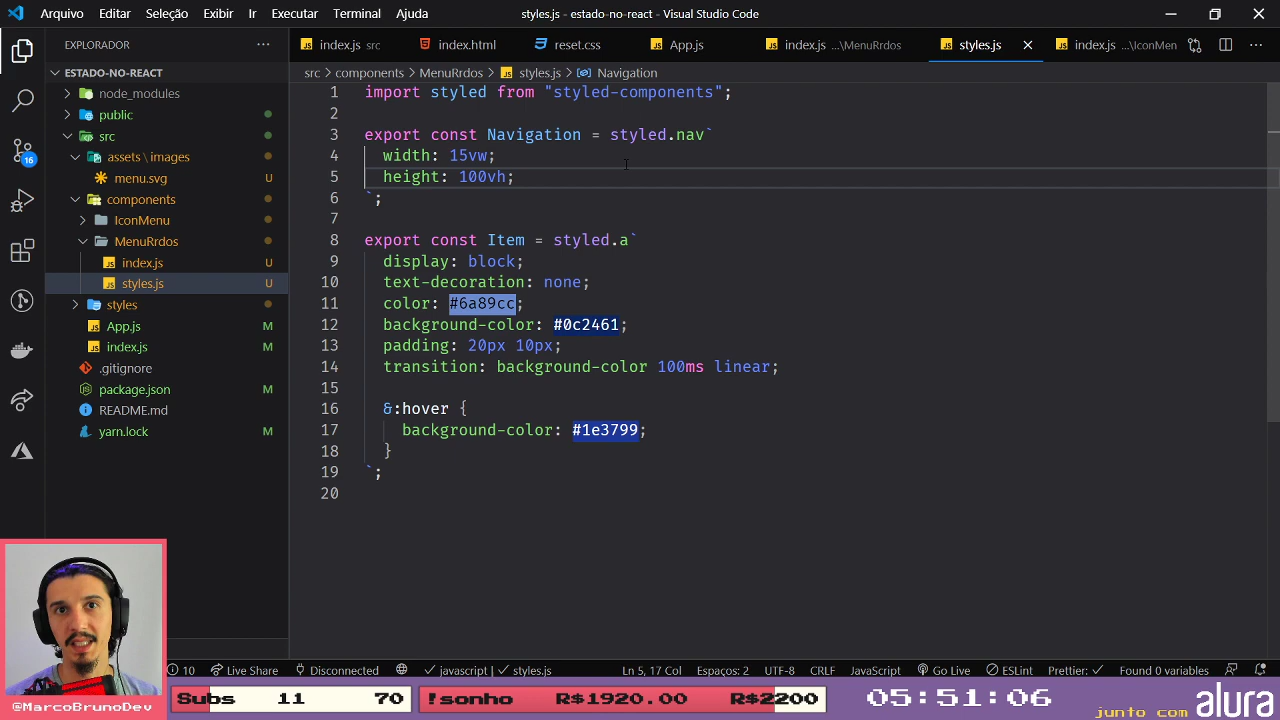 Arquivo Editar Seleção Exibir Ir Executar Terminal Ajuda styles.js - estado-no-react - Visual Studio Code
EXPLORADOR
index.js src index.html reset.css App.js index.js ...\MenuRrdos styles.js index.js ...\IconMen
ESTADO-NO-REACT
src > components > MenuRrdos > styles.js > Navigation
node_modules
public
src
assets \ images
menu.svg U
components
IconMenu
MenuRrdos
index.js U
styles.js U
styles
App.js M
index.js M
.gitignore
package.json M
README.md
yarn.lock M
16
1 import styled from "styled-components";
2
3 export const Navigation = styled.nav`
4 width: 15vw;
5 height: 100vh;
6 `;
7
8 export const Item = styled.a`
9 display: block;
10 text-decoration: none;
11 color: #6a89cc;
12 background-color: #0c2461;
13 padding: 20px 10px;
14 transition: background-color 100ms linear;
15
16 &:hover {
17 background-color: #1e3799;
18 }
19 `;
20
10 Live Share Disconnected javascript | styles.js Ln 5, 17 Col Espaços: 2 UTF-8 CRLF JavaScript Go Live ESLint Prettier: Found 0 variables
@MarcoBrunoDev
Subs 11 70 !sonho R$1920.00 R$2200 05:51:06
junto com alura